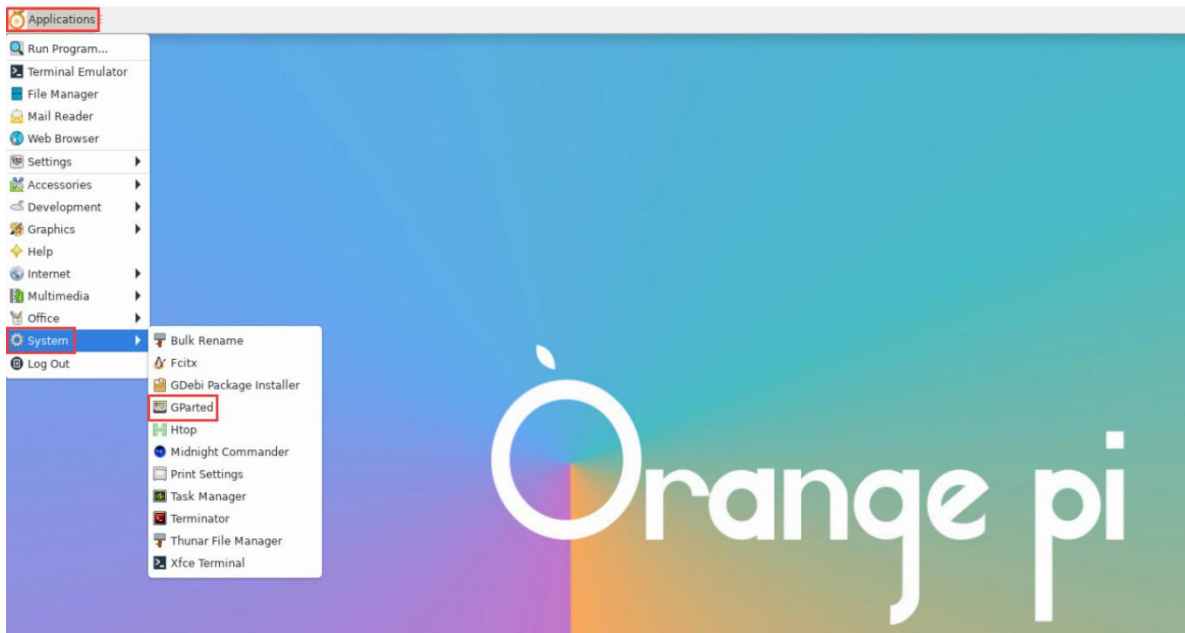 Applications
Run Program...
Terminal Emulator
File Manager
Mail Reader
Web Browser
Settings
Accessories
Development
Graphics
Help
Internet
Multimedia
Office
System
Log Out
Bulk Rename
Fcitx
GDebi Package Installer
GParted
Htop
Midnight Commander
Print Settings
Task Manager
Terminator
Thunar File Manager
Xfce Terminal
Orange pi